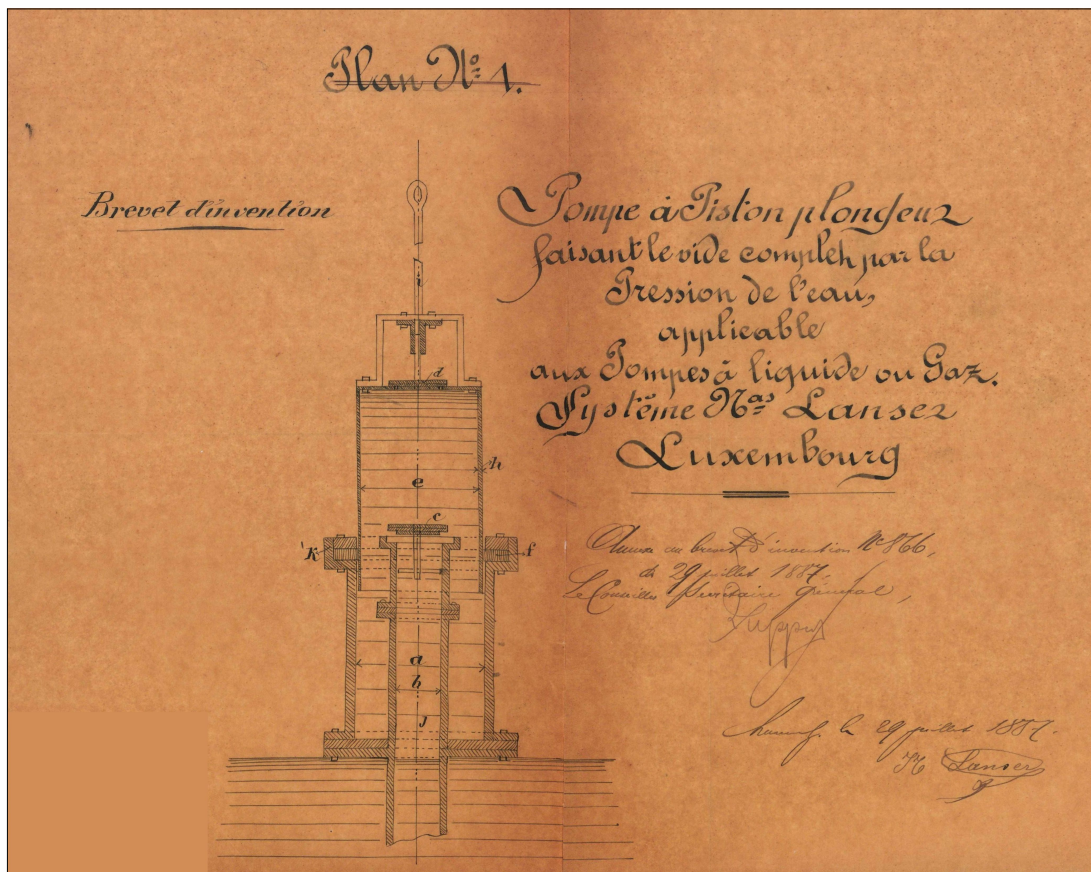 Plan Nº 1.
Brevet d'invention
Pompe à Piston plongeur
faisant le vide complet, par la
Pression de l'eau,
applicable
aux Pompes à liquide ou Gaz.
Système Nas Lanser
Luxembourg
i
d
h
e
c
K
f
a
b
j
Annexe au brevet d'invention Nº 866,
du 29 juillet 1887.
Le Conseiller Secrétaire général,
le 29 juillet 1887.
Lanser